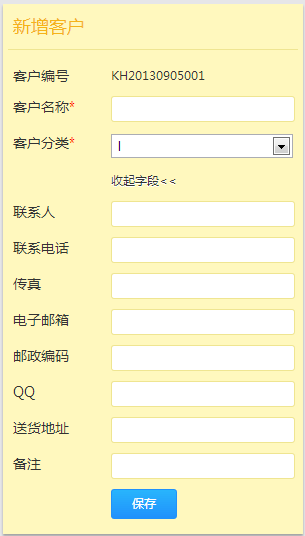 新增客户
客户编号 KH20130905001
客户名称*
客户分类* |
收起字段<<
联系人
联系电话
传真
电子邮箱
邮政编码
QQ
送货地址
备注
保存